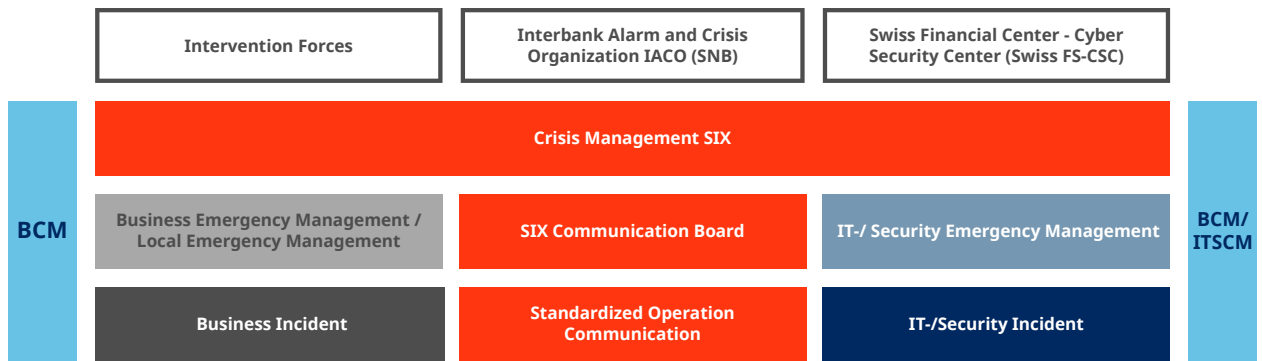 Intervention Forces
Interbank Alarm and Crisis
Organization IACO (SNB)
Swiss Financial Center - Cyber
Security Center (Swiss FS-CSC)
Crisis Management SIX
BCM
Business Emergency Management /
Local Emergency Management
SIX Communication Board
IT-/ Security Emergency Management
BCM/
ITSCM
Business Incident
Standardized Operation
Communication
IT-/Security Incident